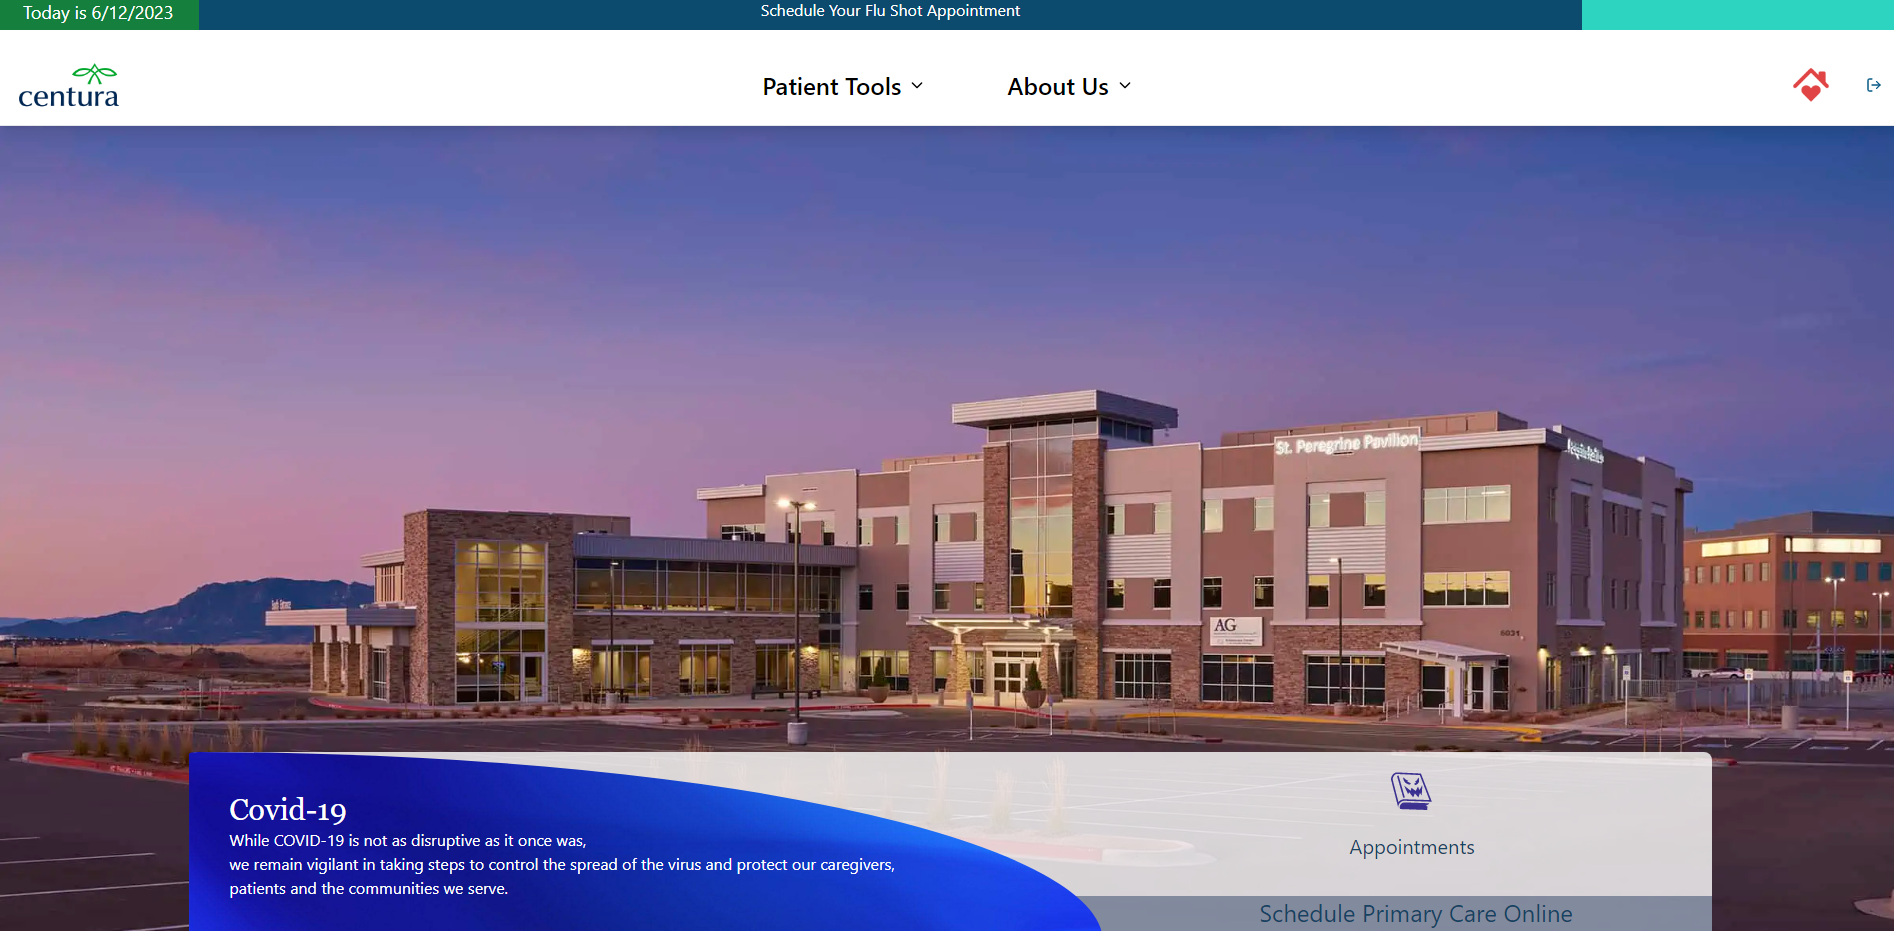 Today is 6/12/2023
Schedule Your Flu Shot Appointment
centura
Patient Tools
About Us
St. Peregrine Pavilion
AG
6031
Covid-19
While COVID-19 is not as disruptive as it once was,
we remain vigilant in taking steps to control the spread of the virus and protect our caregivers,
patients and the communities we serve.
Appointments
Schedule Primary Care Online